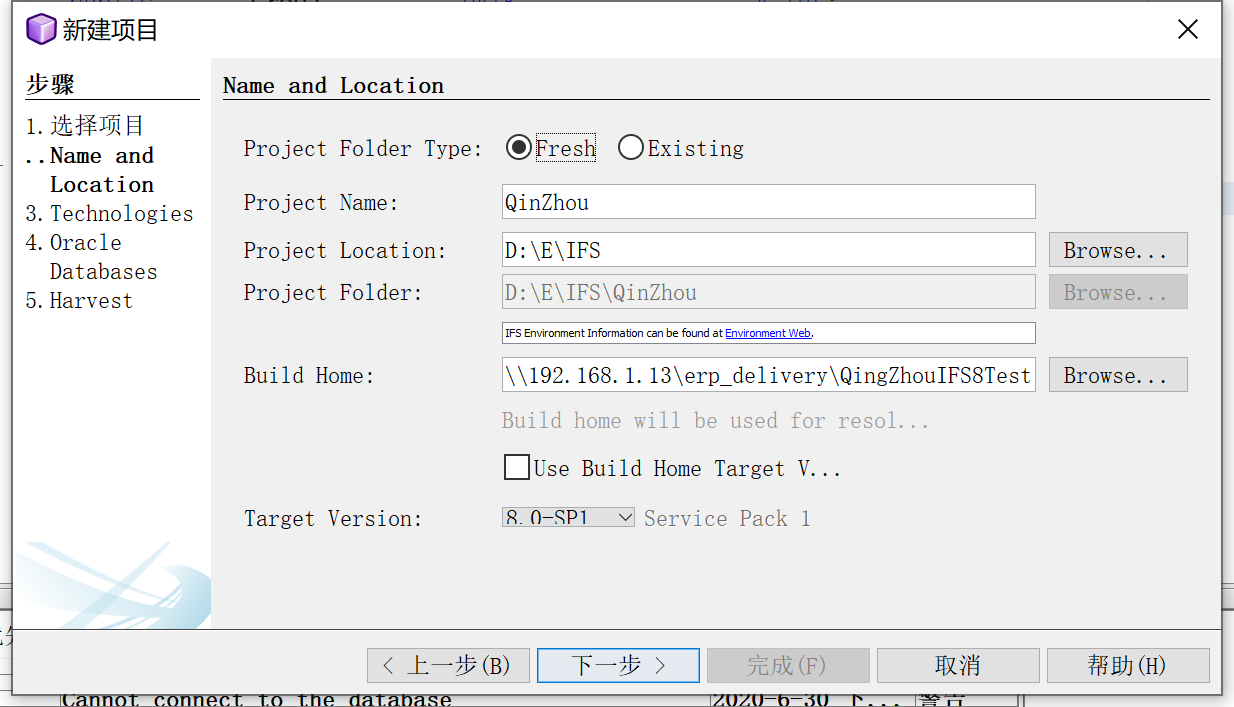 新建项目
步骤
1. 选择项目
.. Name and
Location
3. Technologies
4. Oracle
Databases
5. Harvest
Name and Location
Project Folder Type: Fresh Existing
Project Name: QinZhou
Project Location: D:\E\IFS Browse...
Project Folder: D:\E\IFS\QinZhou Browse...
IFS Environment Information can be found at Environment Web.
Build Home: \\192.168.1.13\erp_delivery\QingZhouIFS8Test Browse...
Build home will be used for resol...
Use Build Home Target V...
Target Version: 8.0-SP1 Service Pack 1
< 上一步(B) 下一步 > 完成(F) 取消 帮助(H)
Cannot connect to the database 2020-6-30 下... 警告